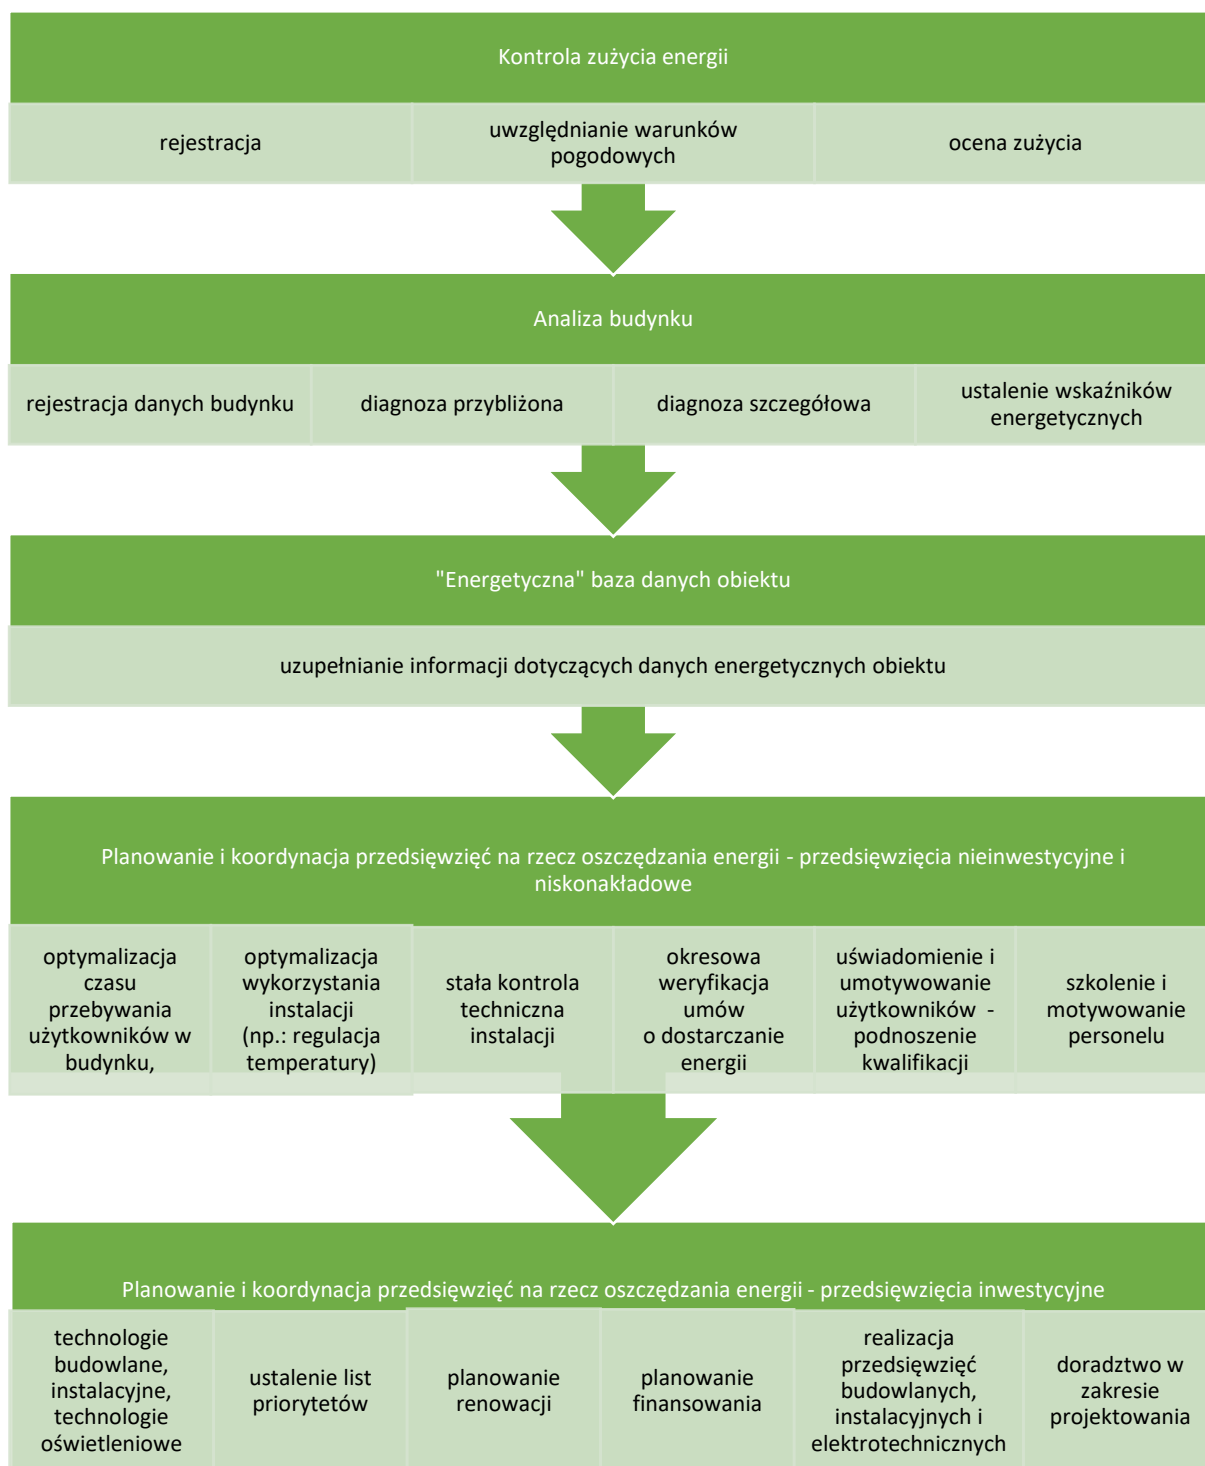 Kontrola zużycia energii
rejestracja
uwzględnianie warunków
pogodowych
ocena zużycia
Analiza budynku
rejestracja danych budynku
diagnoza przybliżona
diagnoza szczegółowa
ustalenie wskaźników
energetycznych
"Energetyczna" baza danych obiektu
uzupełnianie informacji dotyczących danych energetycznych obiektu
Planowanie i koordynacja przedsięwzięć na rzecz oszczędzania energii - przedsięwzięcia nieinwestycyjne i
niskonakładowe
optymalizacja
czasu
przebywania
użytkowników w
budynku,
optymalizacja
wykorzystania
instalacji
(np.: regulacja
temperatury)
stała kontrola
techniczna
instalacji
okresowa
weryfikacja
umów
o dostarczanie
energii
uświadomienie i
umotywowanie
użytkowników -
podnoszenie
kwalifikacji
szkolenie i
motywowanie
personelu
Planowanie i koordynacja przedsięwzięć na rzecz oszczędzania energii - przedsięwzięcia inwestycyjne
technologie
budowlane,
instalacyjne,
technologie
oświetleniowe
ustalenie list
priorytetów
planowanie
renowacji
planowanie
finansowania
realizacja
przedsięwzięć
budowlanych,
instalacyjnych i
elektrotechnicznych
doradztwo w
zakresie
projektowania